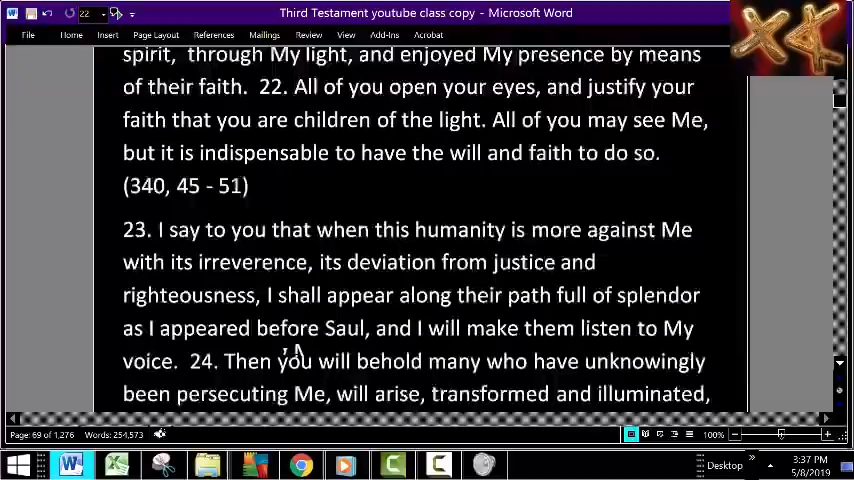 22
Third Testament youtube class copy - Microsoft Word
File Home Insert Page Layout References Mailings Review View Add-Ins Acrobat
spirit, through My light, and enjoyed My presence by means
of their faith. 22. All of you open your eyes, and justify your
faith that you are children of the light. All of you may see Me,
but it is indispensable to have the will and faith to do so.
(340, 45 - 51)
23. I say to you that when this humanity is more against Me
with its irreverence, its deviation from justice and
righteousness, I shall appear along their path full of splendor
as I appeared before Saul, and I will make them listen to My
voice. 24. Then you will behold many who have unknowingly
been persecuting Me, will arise, transformed and illuminated,
Page: 69 of 1,276 Words: 254,573 100%
Desktop
3:37 PM
5/8/2019